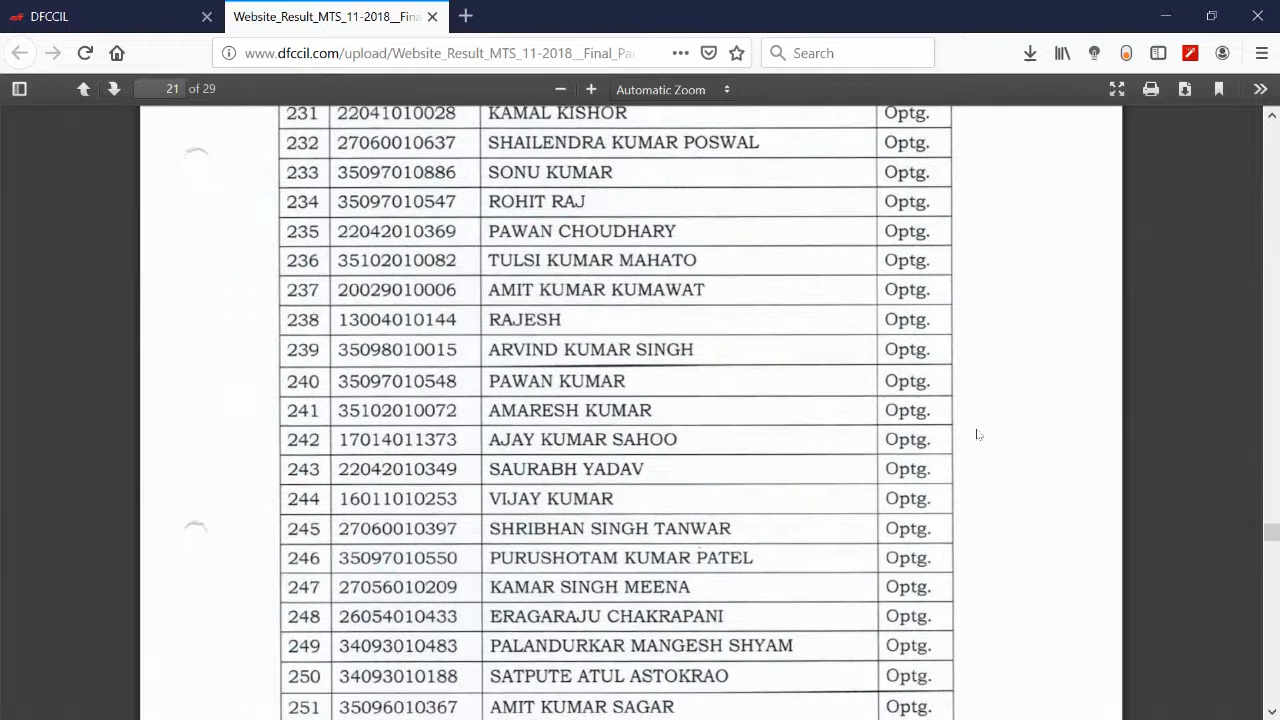 DFCCIL
Website_Result_MTS_11-2018__Fina
www.dfccil.com/upload/Website_Result_MTS_11-2018__Final_Pa
Search
21 of 29
Automatic Zoom
231 22041010028 KAMAL KISHOR Optg.
232 27060010637 SHAILENDRA KUMAR POSWAL Optg.
233 35097010886 SONU KUMAR Optg.
234 35097010547 ROHIT RAJ Optg.
235 22042010369 PAWAN CHOUDHARY Optg.
236 35102010082 TULSI KUMAR MAHATO Optg.
237 20029010006 AMIT KUMAR KUMAWAT Optg.
238 13004010144 RAJESH Optg.
239 35098010015 ARVIND KUMAR SINGH Optg.
240 35097010548 PAWAN KUMAR Optg.
241 35102010072 AMARESH KUMAR Optg.
242 17014011373 AJAY KUMAR SAHOO Optg.
243 22042010349 SAURABH YADAV Optg.
244 16011010253 VIJAY KUMAR Optg.
245 27060010397 SHRIBHAN SINGH TANWAR Optg.
246 35097010550 PURUSHOTAM KUMAR PATEL Optg.
247 27056010209 KAMAR SINGH MEENA Optg.
248 26054010433 ERAGARAJU CHAKRAPANI Optg.
249 34093010483 PALANDURKAR MANGESH SHYAM Optg.
250 34093010188 SATPUTE ATUL ASTOKRAO Optg.
251 35096010367 AMIT KUMAR SAGAR Optg.